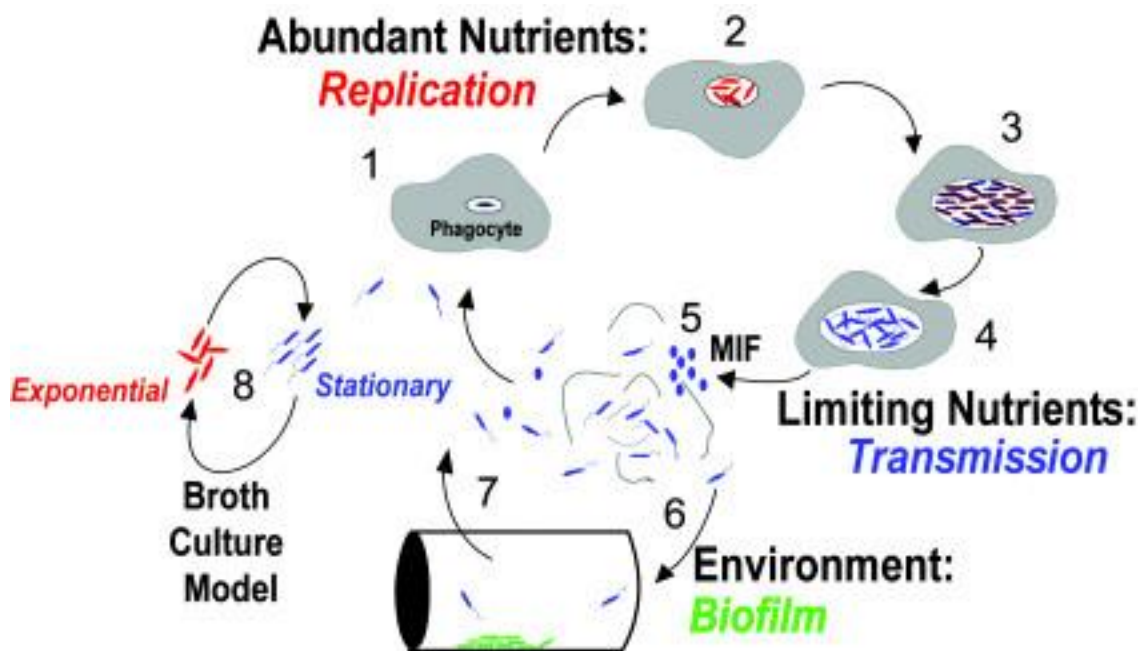 Abundant Nutrients:
Replication
2
3
1
Phagocyte
4
5
MIF
Limiting Nutrients:
Transmission
Exponential
8
Stationary
Broth
Culture
Model
7
6
Environment:
Biofilm